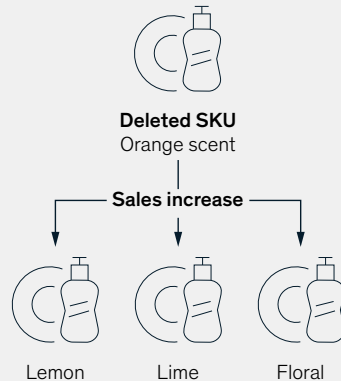 Deleted SKU
Orange scent
Sales increase
Lemon Lime Floral